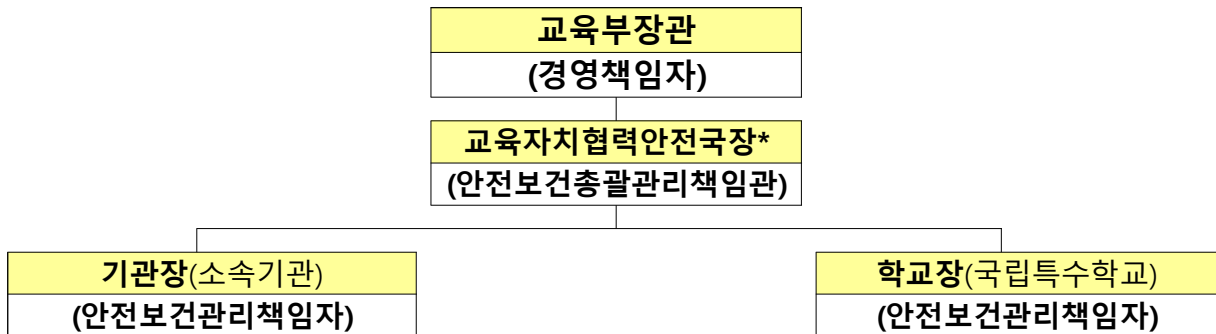 교육부장관
(경영책임자)
교육자치협력안전국장*
(안전보건총괄관리책임관)
기관장(소속기관)
(안전보건관리책임자)
학교장(국립특수학교)
(안전보건관리책임자)